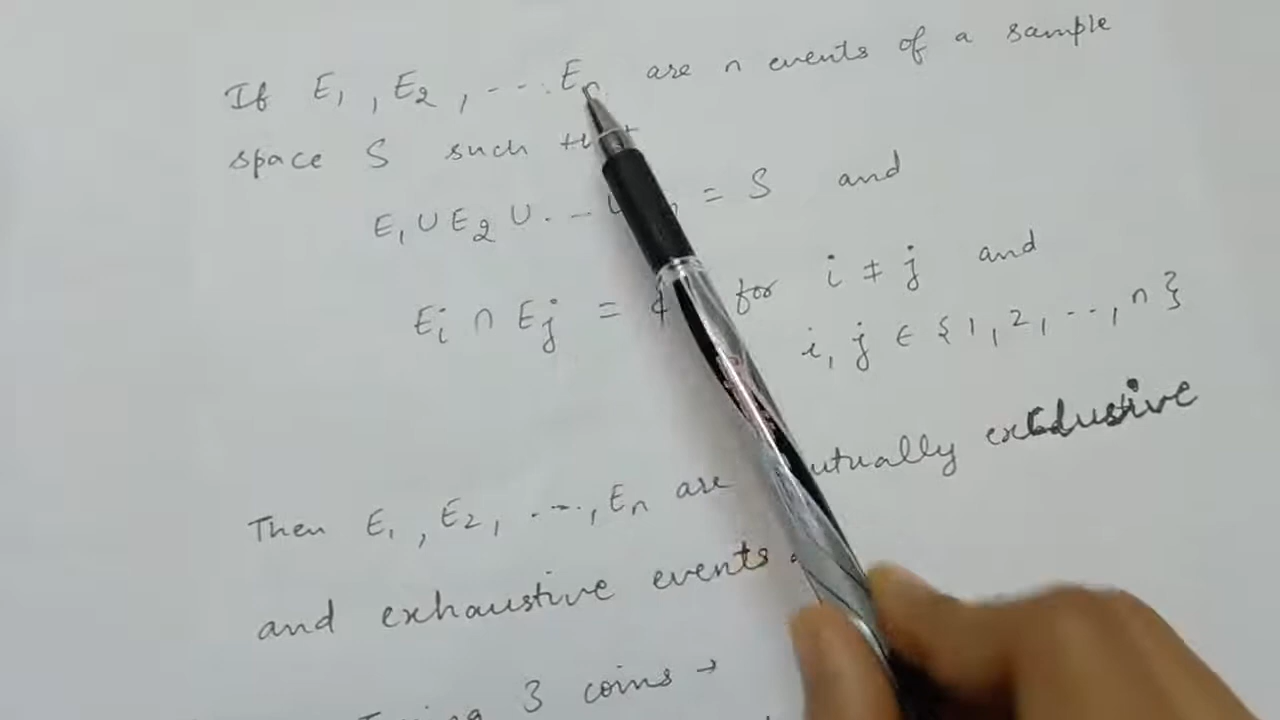 If E₁, E₂, ---. Eₙ are n events of a sample
space S such
E₁ ∪ E₂ ∪ . -- = S and
Ei ∩ Ej = ϕ for i ≠ j and
i, j ∈ {1, 2, --, n}
Then E₁, E₂, ---, Eₙ are exclusive
and exhaustive events.
3 coins →